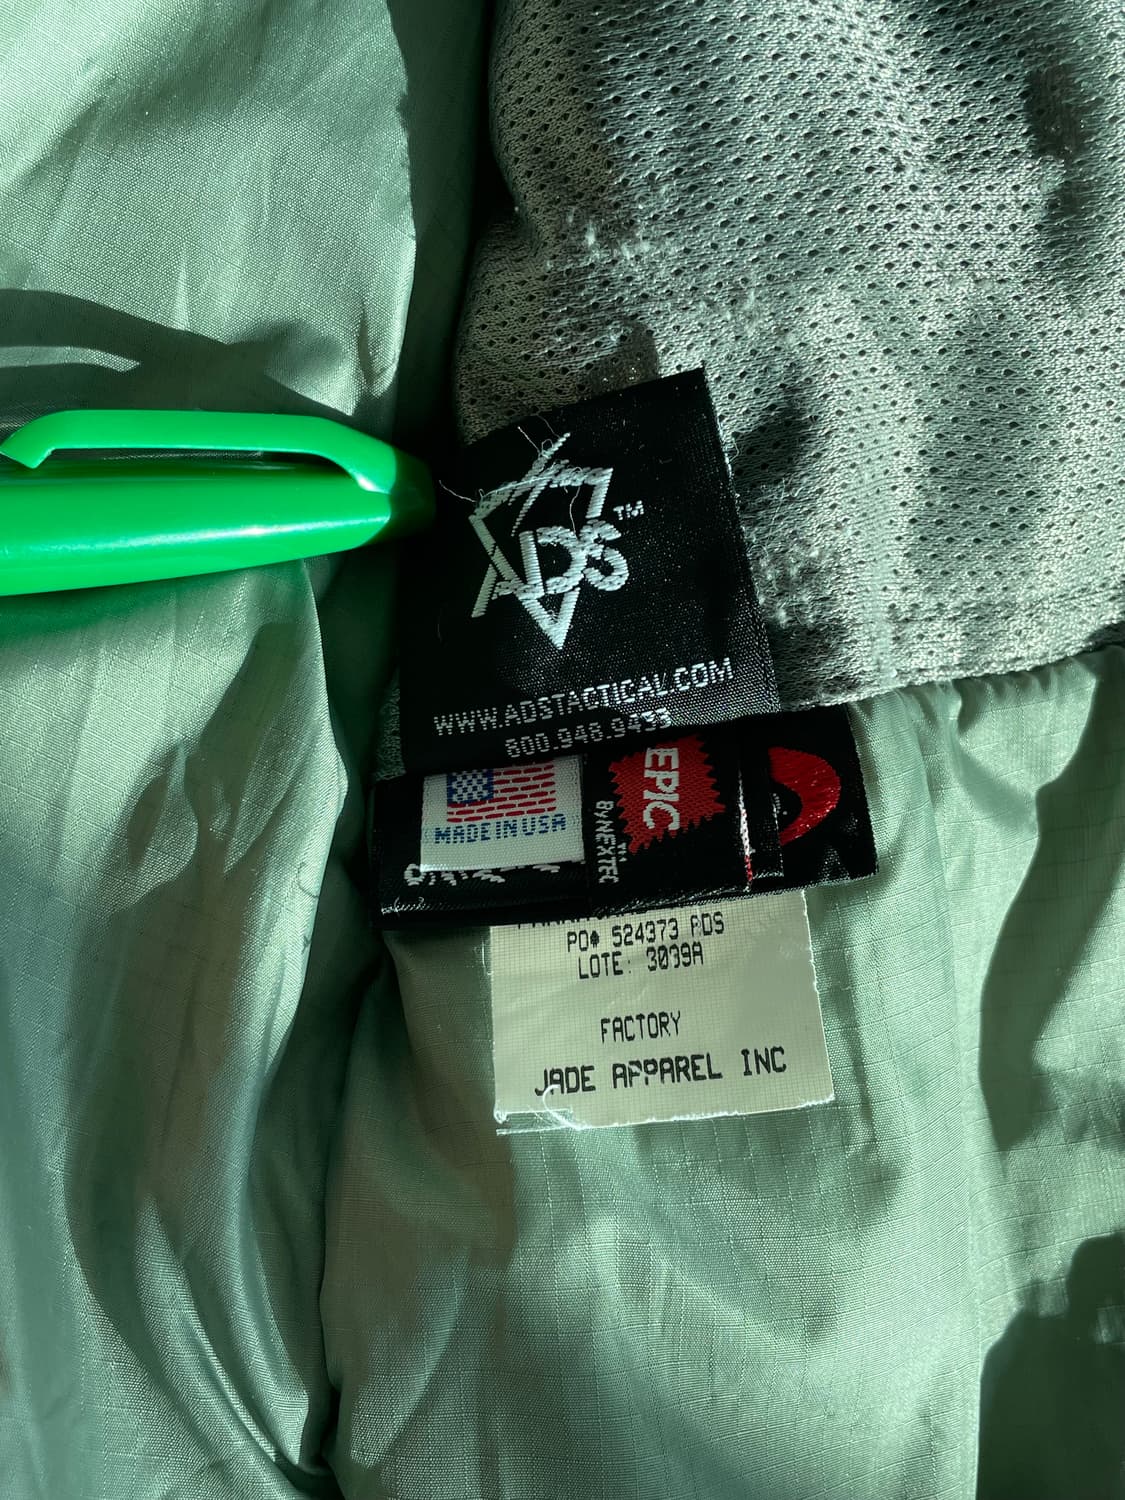 ADS™
WWW.ADSTACTICAL.COM
800.948.9433
MADE IN USA
EPIC™
By NEXTEC
PO# 524373 ADS
LOTE: 3039A
FACTORY
JADE APPAREL INC